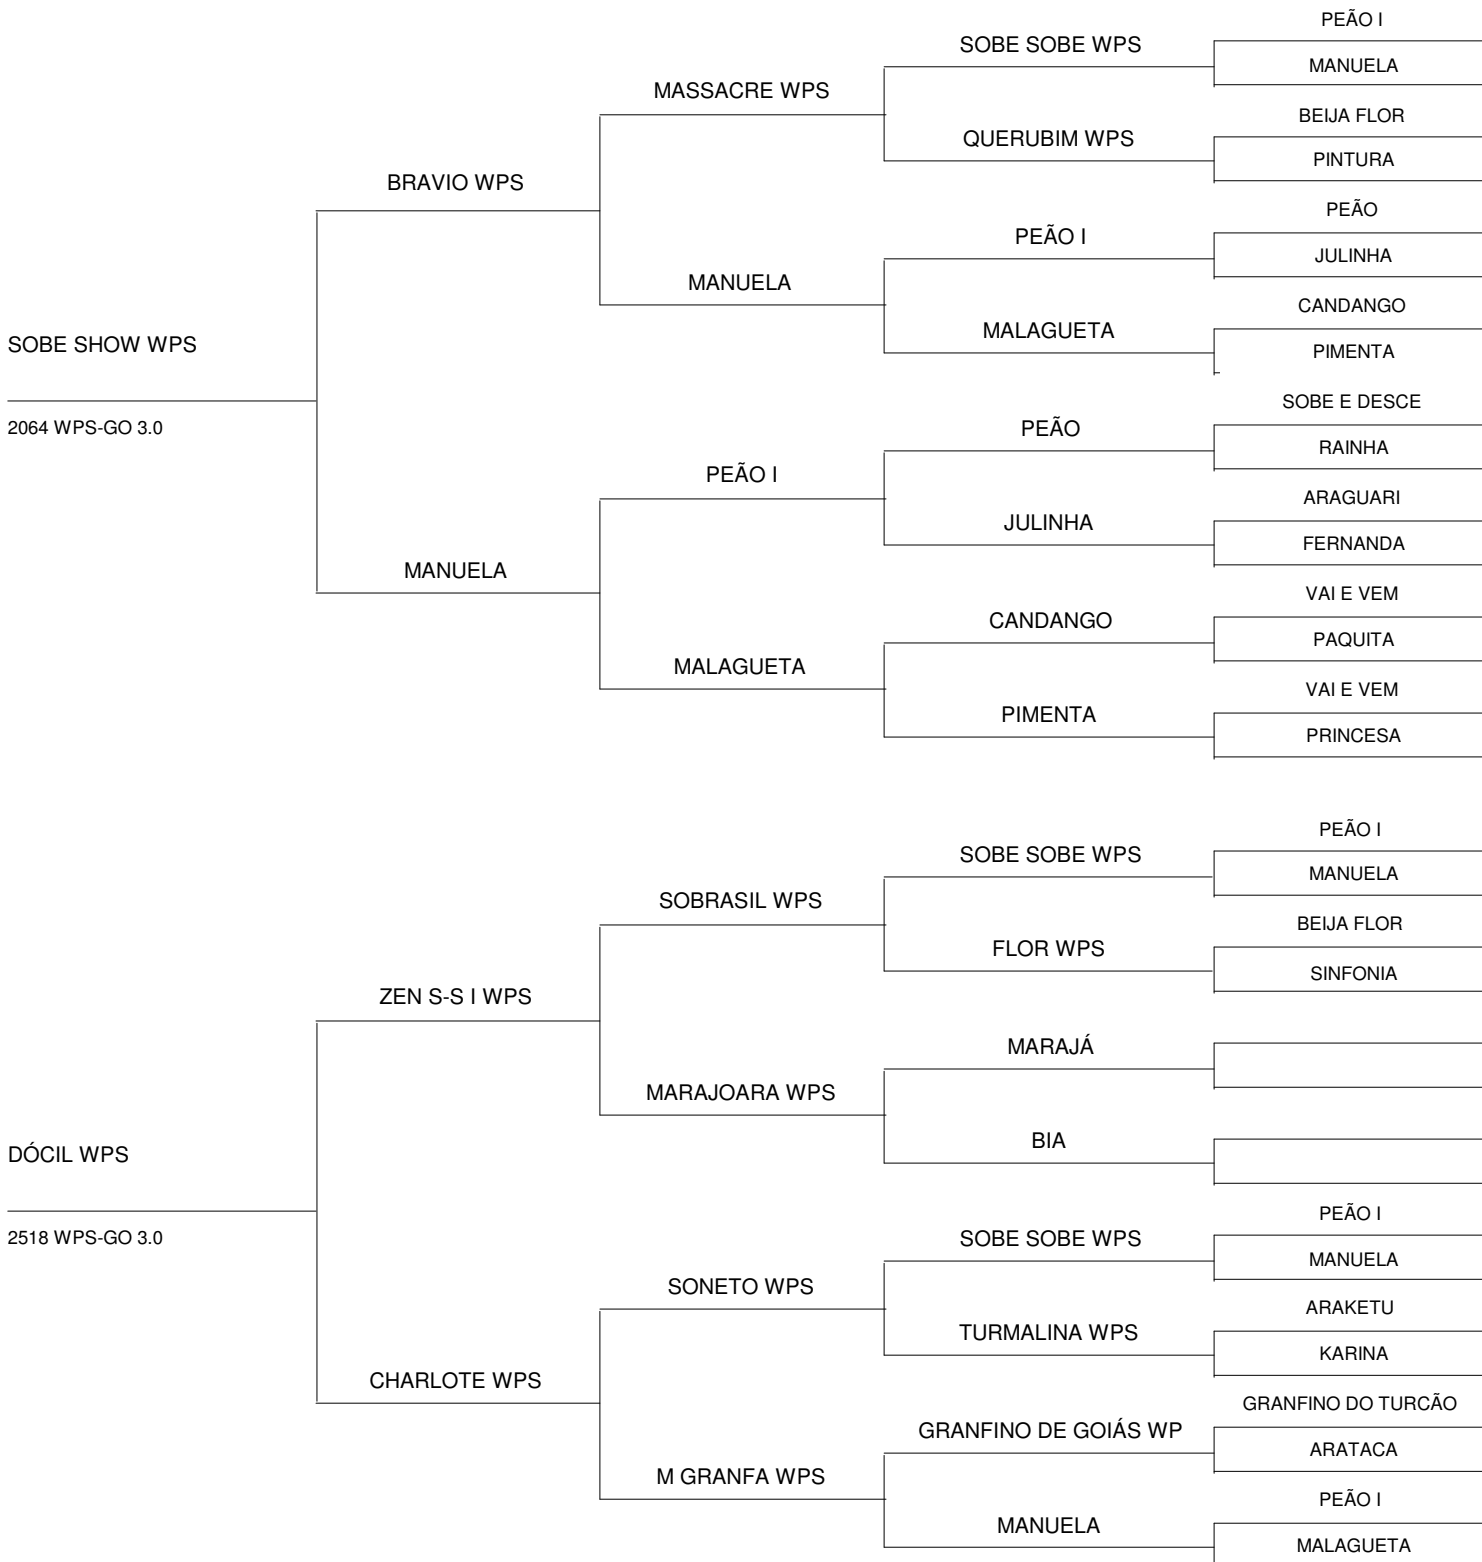 PEÃO I
SOBE SOBE WPS
MANUELA
MASSACRE WPS
BEIJA FLOR
QUERUBIM WPS
PINTURA
BRAVIO WPS
PEÃO
PEÃO I
JULINHA
MANUELA
CANDANGO
MALAGUETA
PIMENTA
SOBE SHOW WPS
2064 WPS-GO 3.0
SOBE E DESCE
PEÃO
RAINHA
PEÃO I
ARAGUARI
JULINHA
FERNANDA
MANUELA
VAI E VEM
CANDANGO
PAQUITA
MALAGUETA
VAI E VEM
PIMENTA
PRINCESA
PEÃO I
SOBE SOBE WPS
MANUELA
SOBRASIL WPS
BEIJA FLOR
FLOR WPS
SINFONIA
ZEN S-S I WPS
MARAJÁ
MARAJOARA WPS
BIA
DÓCIL WPS
2518 WPS-GO 3.0
PEÃO I
SOBE SOBE WPS
MANUELA
SONETO WPS
ARAKETU
TURMALINA WPS
KARINA
CHARLOTE WPS
GRANFINO DO TURCÃO
GRANFINO DE GOIÁS WP
ARATACA
M GRANFA WPS
PEÃO I
MANUELA
MALAGUETA